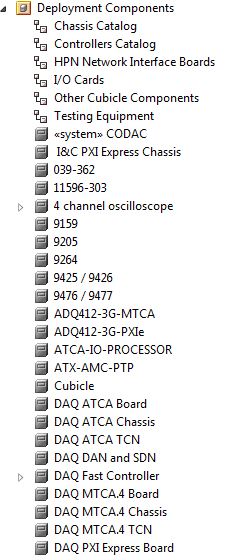 Deployment Components
Chassis Catalog
Controllers Catalog
HPN Network Interface Boards
I/O Cards
Other Cubicle Components
Testing Equipment
«system» CODAC
I&C PXI Express Chassis
039-362
11596-303
4 channel oscilloscope
9159
9205
9264
9425 / 9426
9476 / 9477
ADQ412-3G-MTCA
ADQ412-3G-PXIe
ATCA-IO-PROCESSOR
ATX-AMC-PTP
Cubicle
DAQ ATCA Board
DAQ ATCA Chassis
DAQ ATCA TCN
DAQ DAN and SDN
DAQ Fast Controller
DAQ MTCA.4 Board
DAQ MTCA.4 Chassis
DAQ MTCA.4 TCN
DAQ PXI Express Board